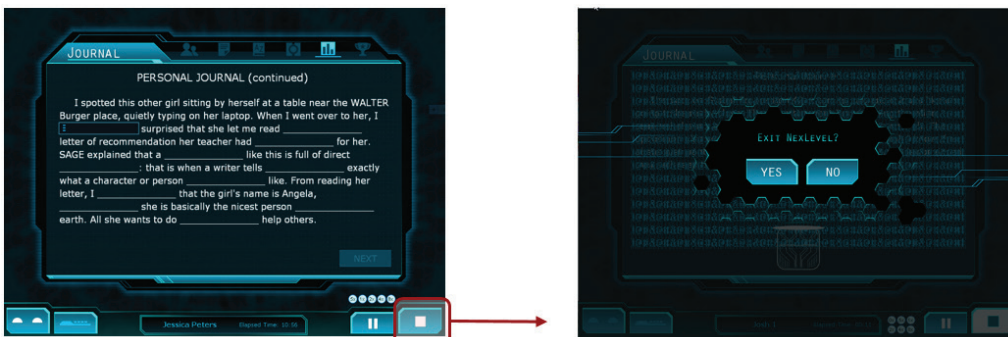 JOURNAL
PERSONAL JOURNAL (continued)
I spotted this other girl sitting by herself at a table near the WALTER
Burger place, quietly typing on her laptop. When I went over to her, I
surprised that she let me read
letter of recommendation her teacher had for her.
SAGE explained that a like this is full of direct
: that is when a writer tells exactly
what a character or person like. From reading her
letter, I that the girl's name is Angela,
she is basically the nicest person
earth. All she wants to do help others.
NEXT
Jessica Peters Elapsed Time:
JOURNAL
EXIT NEXLEVEL?
YES NO